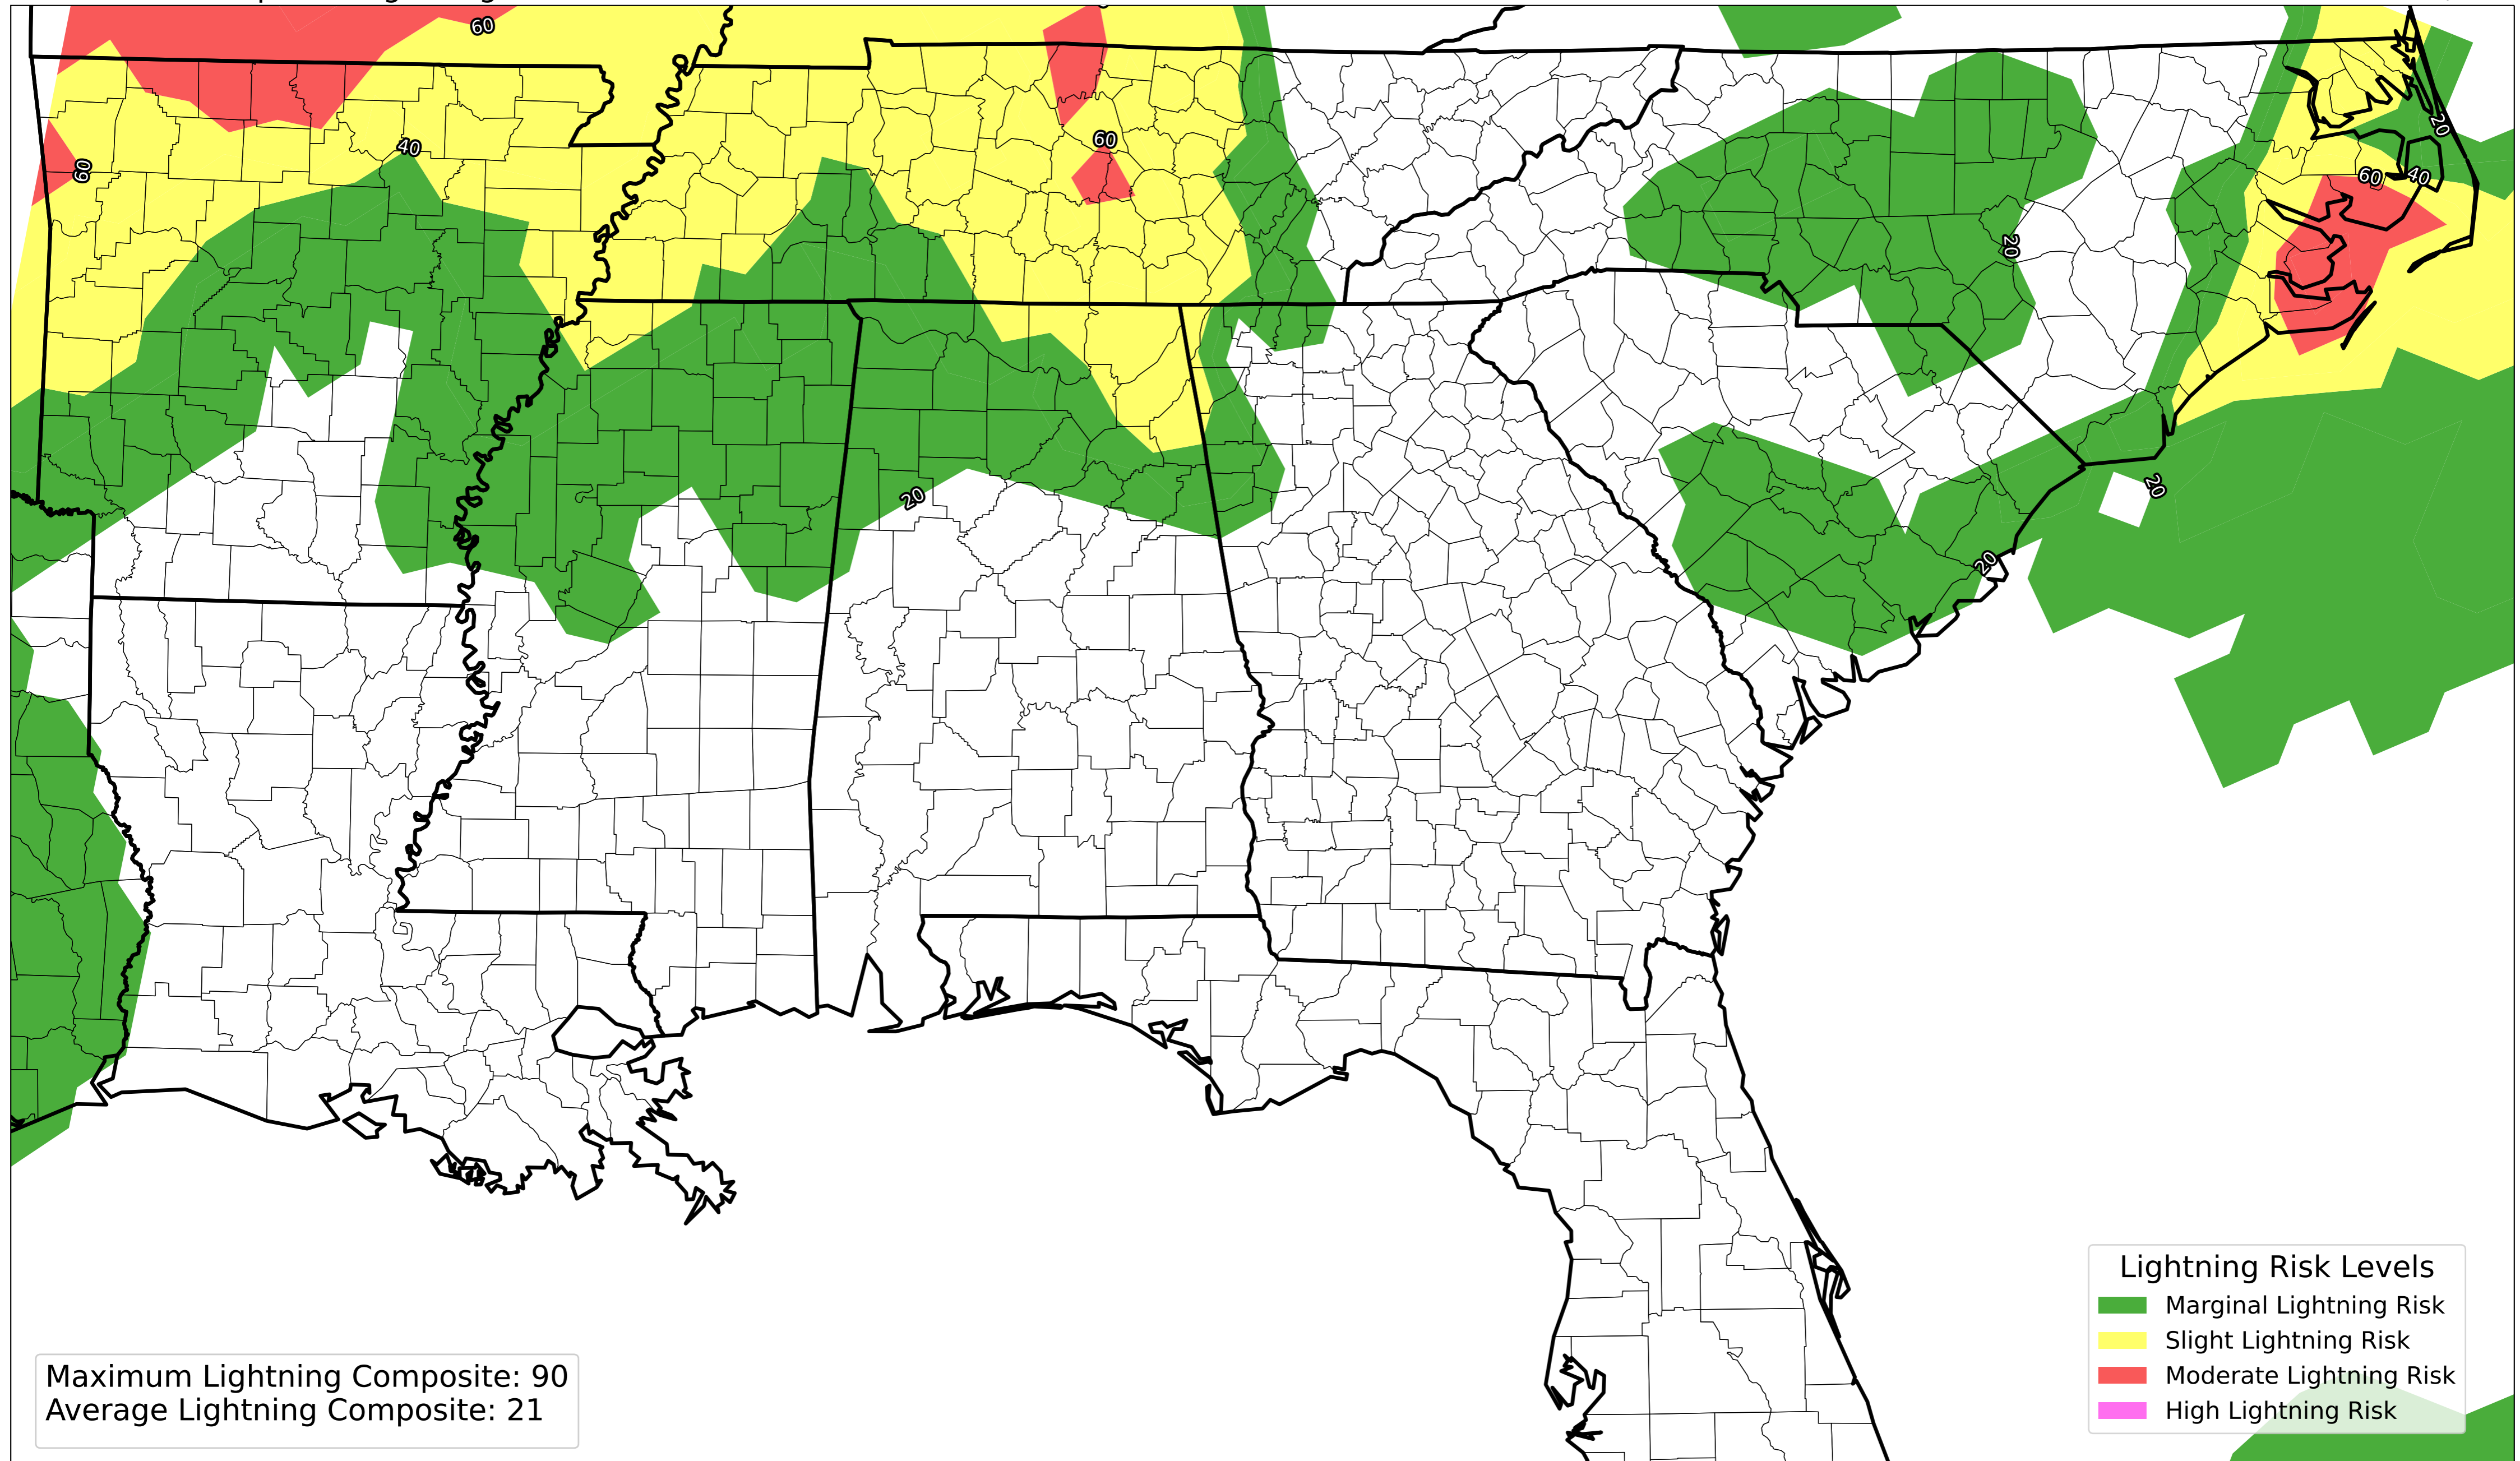 60
60
40
60
60
40
20
20
20
20
20
Lightning Risk Levels
Marginal Lightning Risk
Slight Lightning Risk
Moderate Lightning Risk
High Lightning Risk
Maximum Lightning Composite: 90
Average Lightning Composite: 21